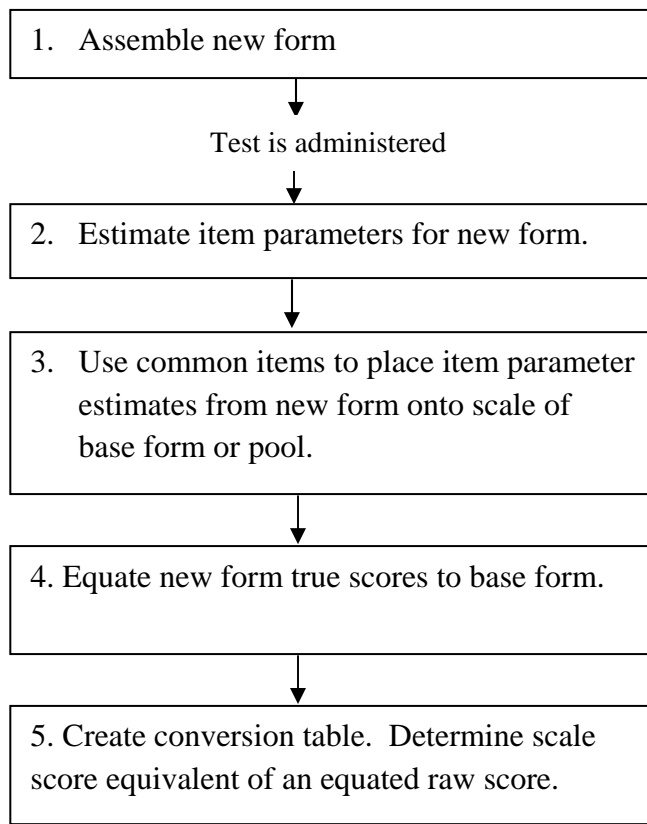 1. Assemble new form
Test is administered
2. Estimate item parameters for new form.
3. Use common items to place item parameter
estimates from new form onto scale of
base form or pool.
4. Equate new form true scores to base form.
5. Create conversion table. Determine scale
score equivalent of an equated raw score.